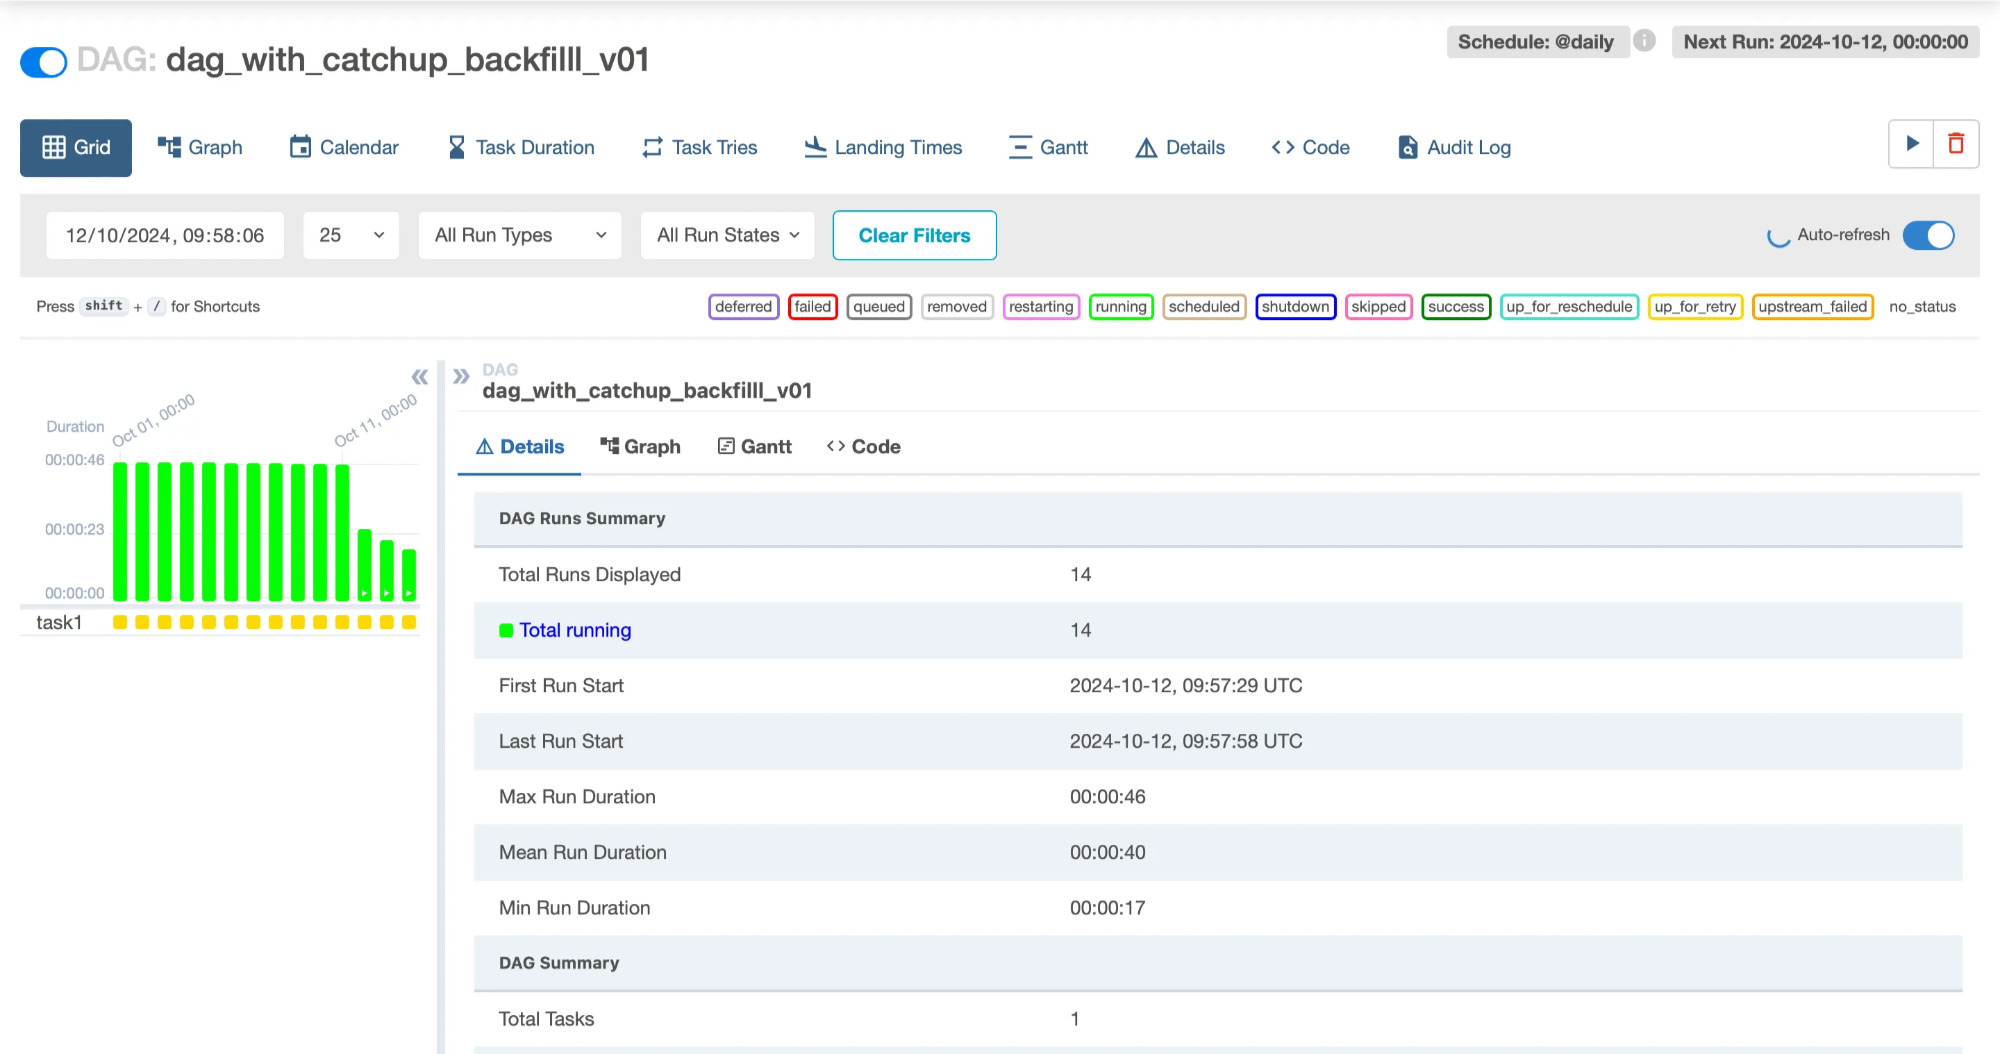 DAG: dag_with_catchup_backfilll_v01
Schedule: @daily
Next Run: 2024-10-12, 00:00:00
Grid Graph Calendar Task Duration Task Tries Landing Times Gantt Details Code Audit Log
12/10/2024, 09:58:06 25 All Run Types All Run States Clear Filters Auto-refresh
Press shift + / for Shortcuts
deferred failed queued removed restarting running scheduled shutdown skipped success up_for_reschedule up_for_retry upstream_failed no_status
Duration
Oct 01, 00:00
Oct 11, 00:00
00:00:46
00:00:23
00:00:00
task1
DAG
dag_with_catchup_backfilll_v01
Details Graph Gantt Code
DAG Runs Summary
Total Runs Displayed 14
Total running 14
First Run Start 2024-10-12, 09:57:29 UTC
Last Run Start 2024-10-12, 09:57:58 UTC
Max Run Duration 00:00:46
Mean Run Duration 00:00:40
Min Run Duration 00:00:17
DAG Summary
Total Tasks 1